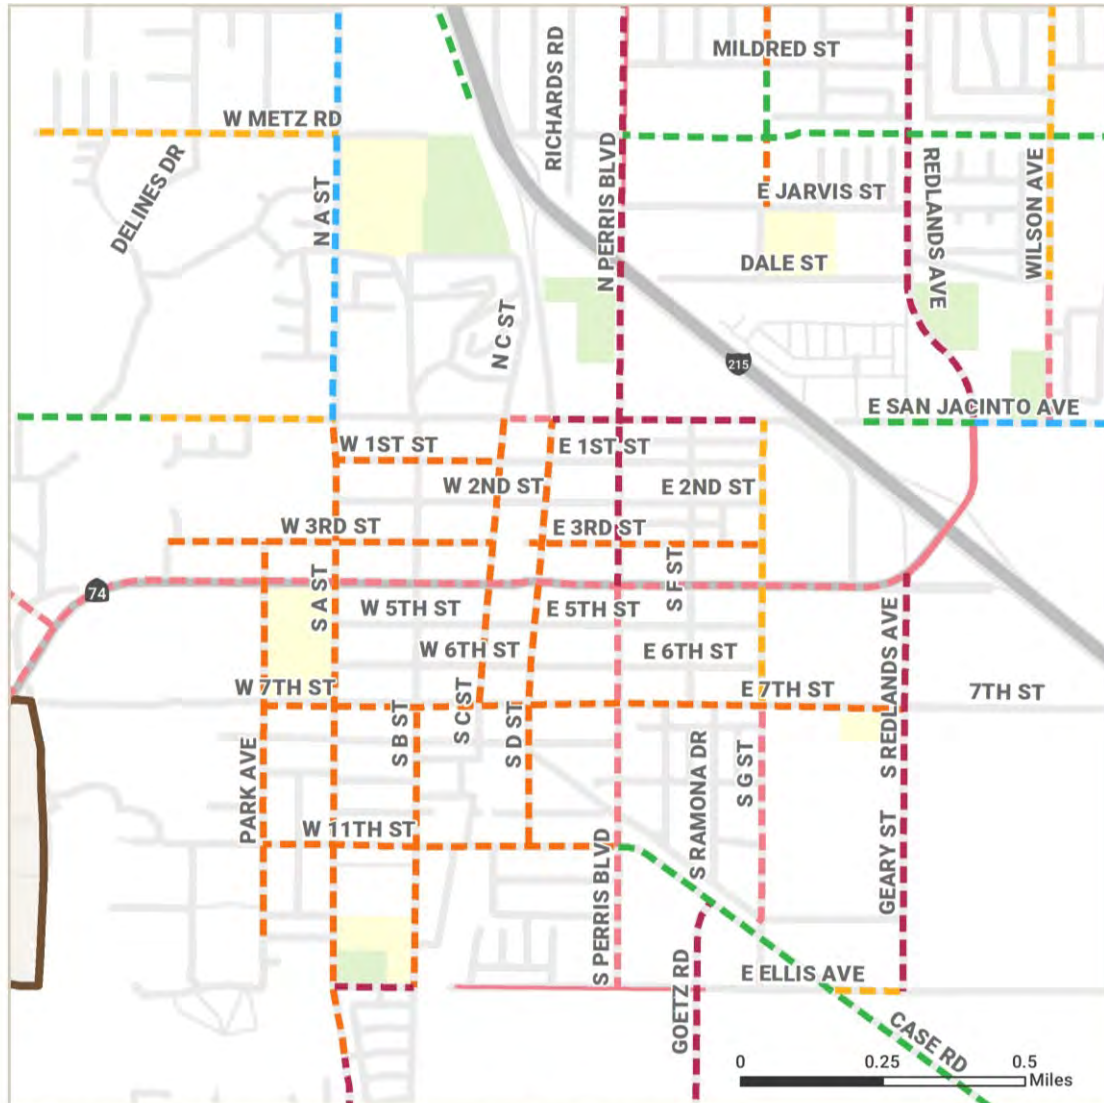 MILDRED ST
RICHARDS RD
W METZ RD
DELINES DR
N A ST
N PERRIS BLVD
E JARVIS ST
REDLANDS AVE
WILSON AVE
DALE ST
N C ST
215
E SAN JACINTO AVE
W 1ST ST
E 1ST ST
W 2ND ST
E 2ND ST
W 3RD ST
E 3RD ST
74
S A ST
W 5TH ST
E 5TH ST
S F ST
W 6TH ST
E 6TH ST
S REDLANDS AVE
W 7TH ST
E 7TH ST
7TH ST
S B ST
S C ST
S D ST
S RAMONA DR
S G ST
PARK AVE
W 11TH ST
S PERRIS BLVD
GEARY ST
E ELLIS AVE
GOETZ RD
CASE RD
0 0.25 0.5
Miles